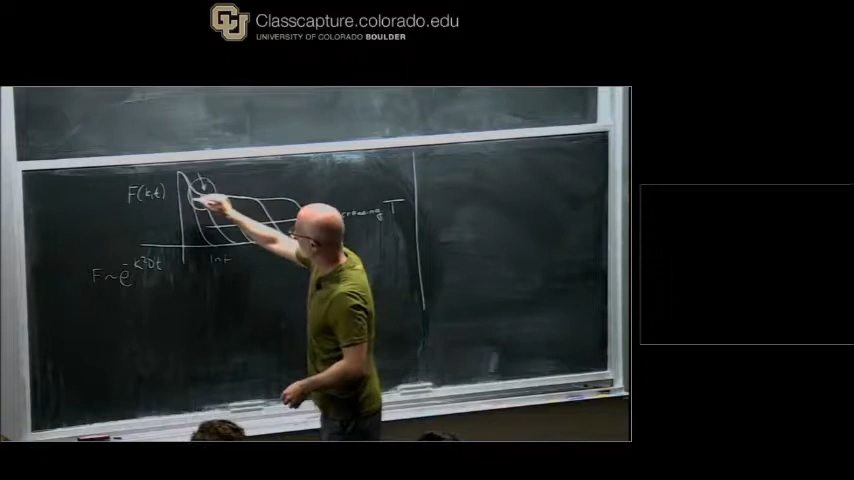 Classcapture.colorado.edu
UNIVERSITY OF COLORADO BOULDER
F(k,t)
T
ln t
F ~ e^-k²Dt